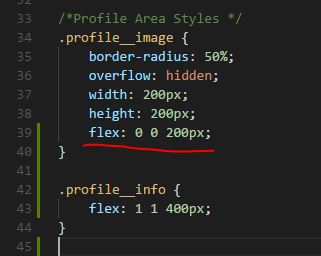 33 /*Profile Area Styles */
34 .profile__image {
35 border-radius: 50%;
36 overflow: hidden;
37 width: 200px;
38 height: 200px;
39 flex: 0 0 200px;
40 }
41
42 .profile__info {
43 flex: 1 1 400px;
44 }
45